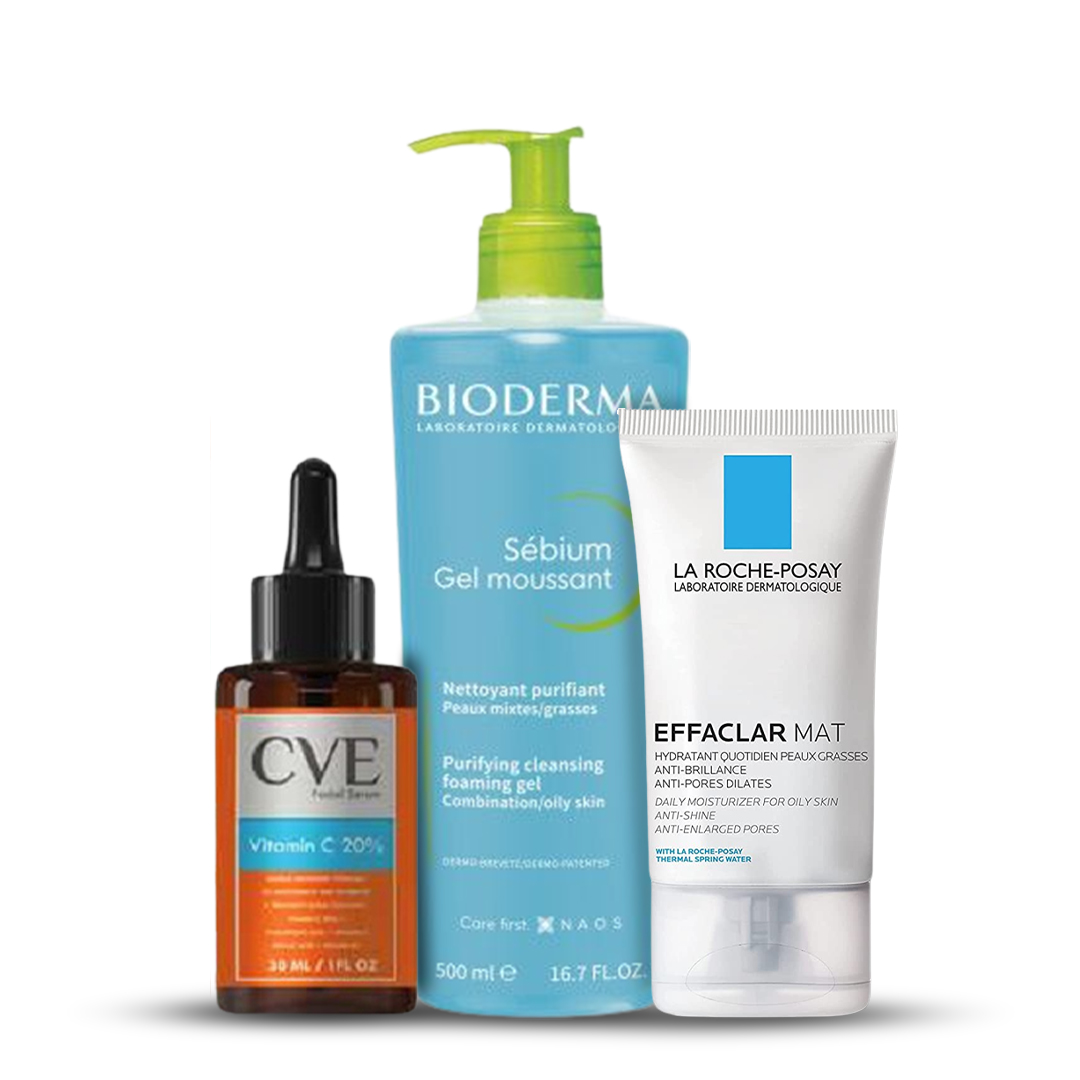 CVE
Facial Serum
Vitamin C 20%
30 ML / 1 FL OZ
BIODERMA
LABORATOIRE DERMATOLO
Sébium
Gel moussant
Nettoyant purifiant
Peaux mixtes/grasses
Purifying cleansing
foaming gel
Combination/oily skin
DERMO-BREVETÉ/DERMO-PATENTED
Care first. NAOS
500 ml e 16.7 FL.OZ.
LA ROCHE-POSAY
LABORATOIRE DERMATOLOGIQUE
EFFACLAR MAT
HYDRATANT QUOTIDIEN PEAUX GRASSES
ANTI-BRILLANCE
ANTI-PORES DILATES
DAILY MOISTURIZER FOR OILY SKIN
ANTI-SHINE
ANTI-ENLARGED PORES
WITH LA ROCHE-POSAY
THERMAL SPRING WATER